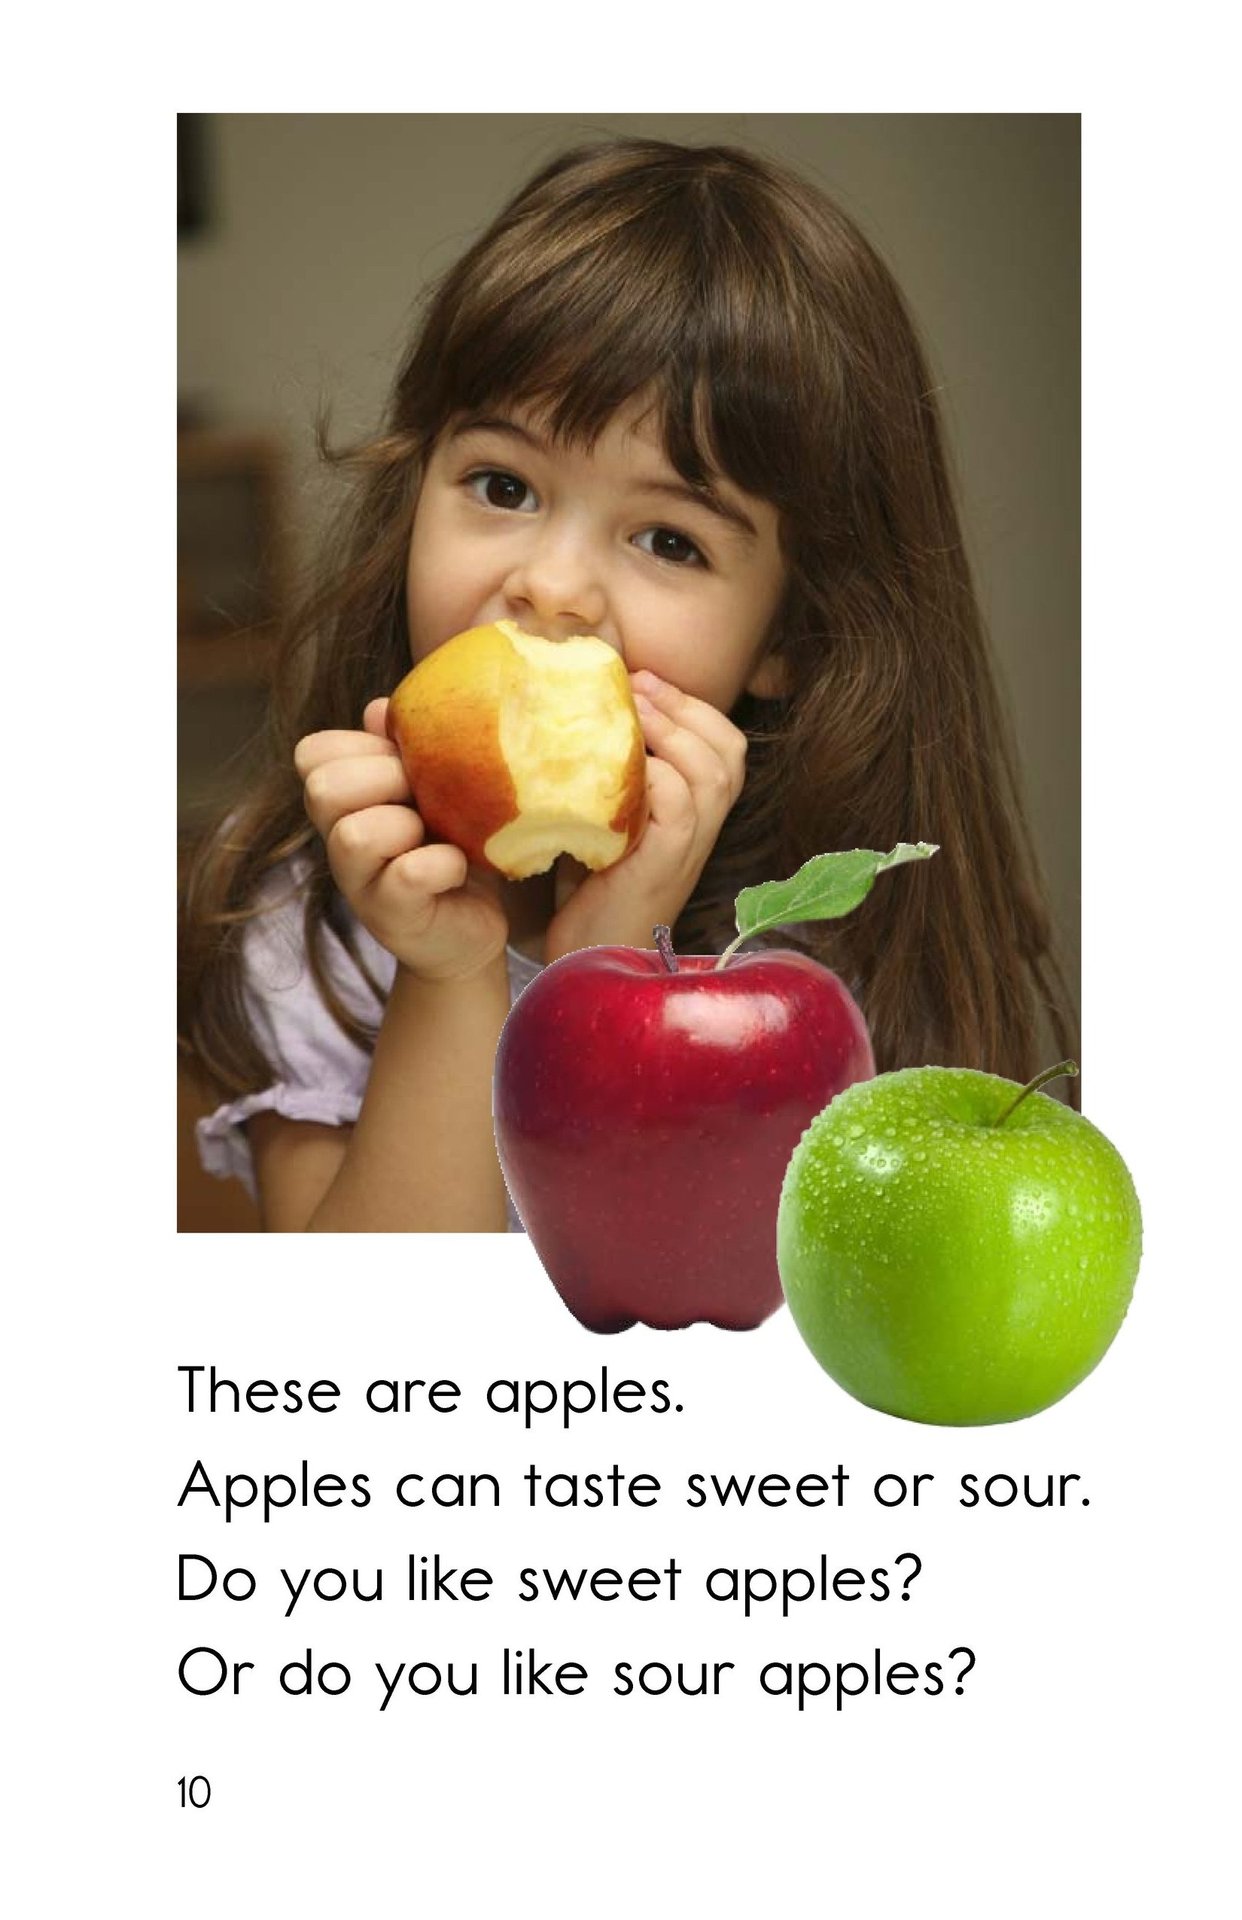 These are apples.
Apples can taste sweet or sour.
Do you like sweet apples?
Or do you like sour apples?
10